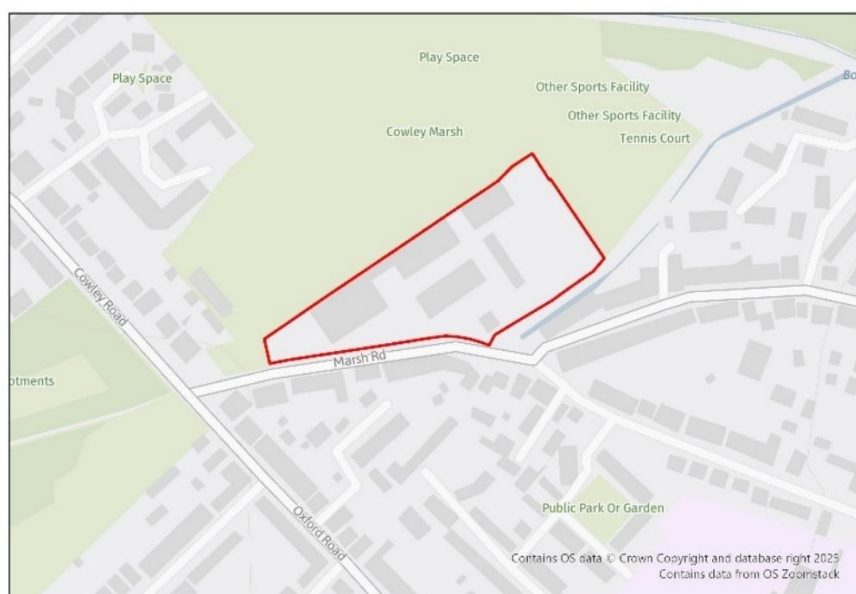 Play Space
Play Space
Other Sports Facility
Other Sports Facility
Cowley Marsh
Tennis Court
Cowley Road
Marsh Rd
otments
Oxford Road
Public Park Or Garden
Contains OS data © Crown Copyright and database right 2025
Contains data from OS Zoomstack